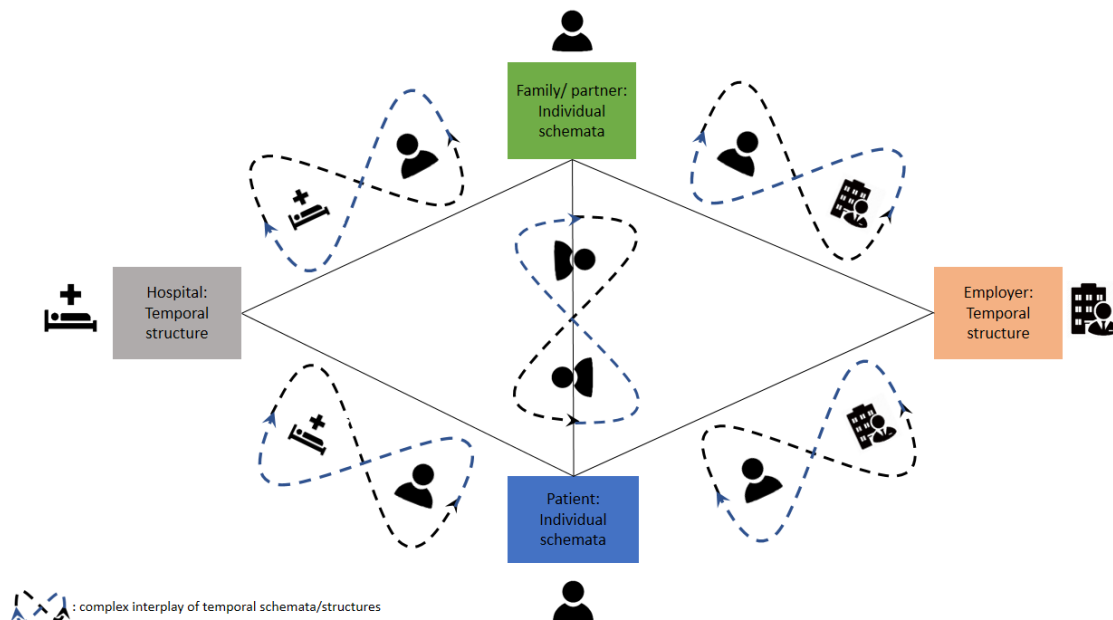 Family/ partner:
Individual
schemata
Hospital:
Temporal
structure
Employer:
Temporal
structure
Patient:
Individual
schemata
: complex interplay of temporal schemata/structures